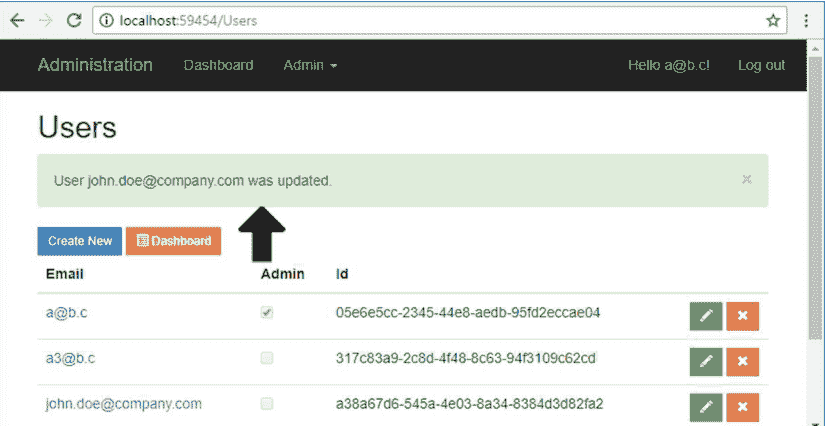 localhost:59454/Users
Administration Dashboard Admin Hello a@b.c! Log out
Users
User john.doe@company.com was updated.
Create New Dashboard
Email Admin Id
a@b.c 05e6e5cc-2345-44e8-aedb-95fd2eccae04
a3@b.c 317c83a9-2c8d-4f48-8c63-94f3109c62cd
john.doe@company.com a38a67d6-545a-4e03-8a34-8384d3d82fa2